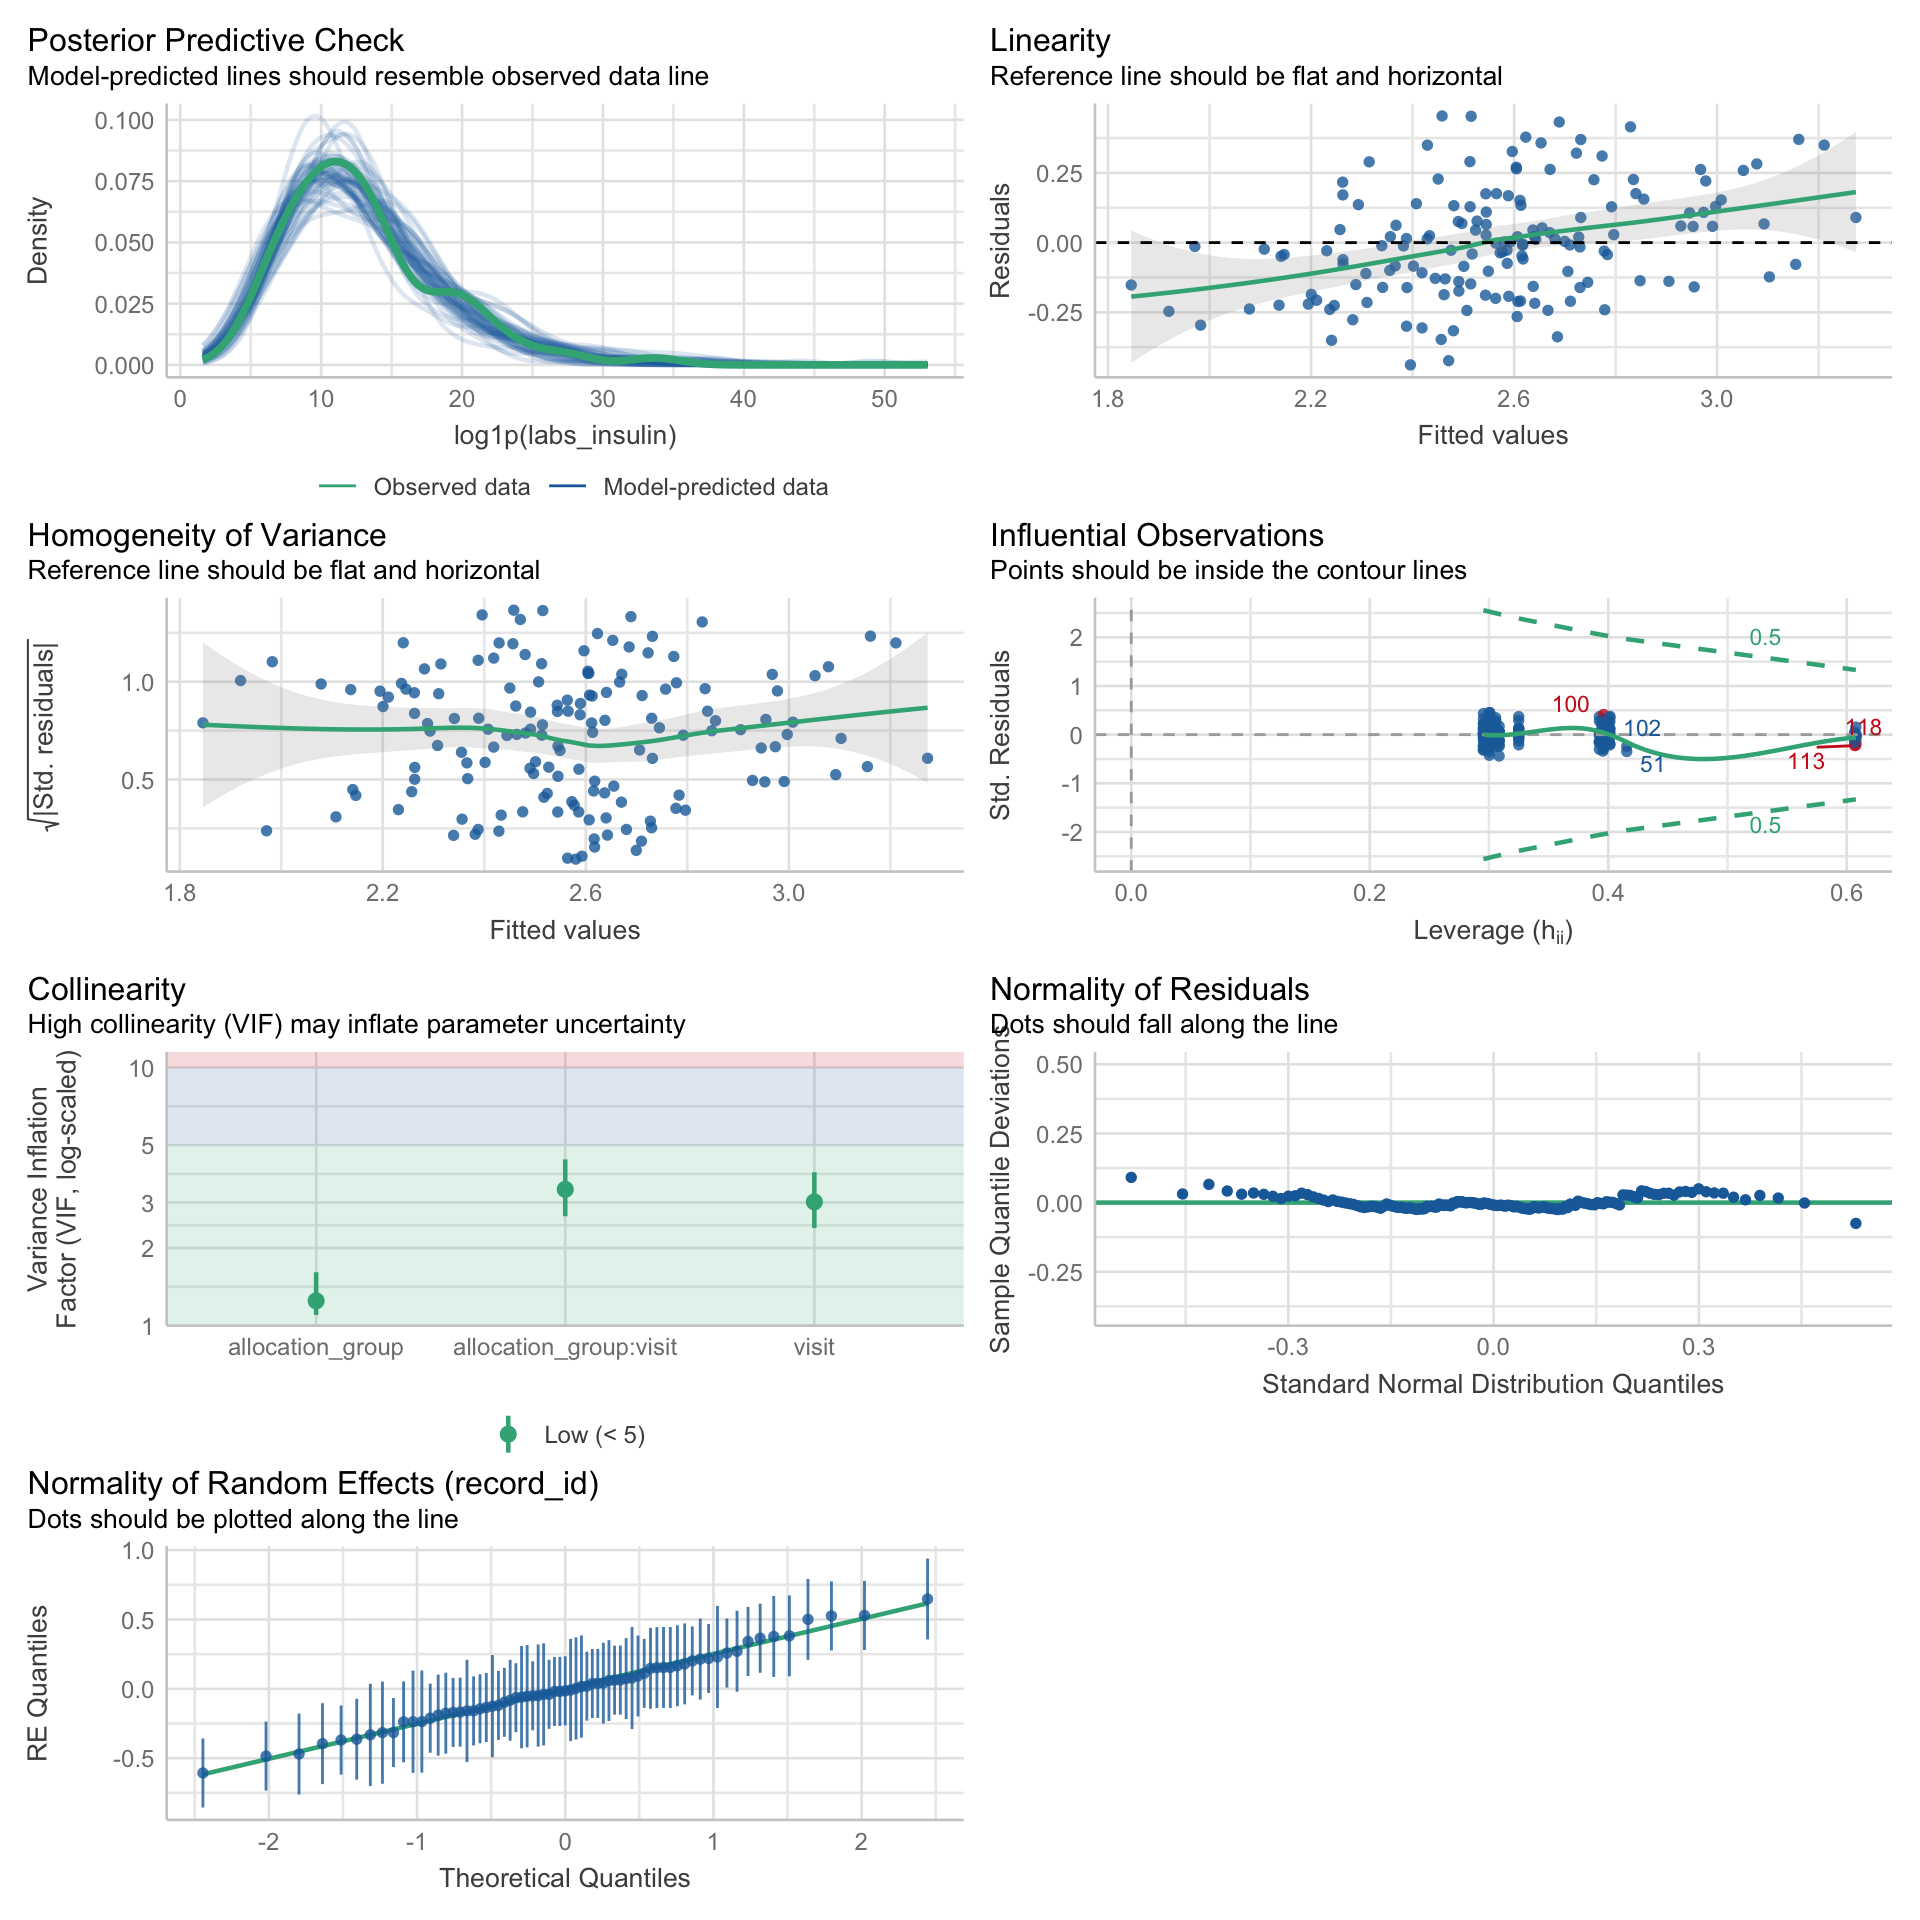 Posterior Predictive Check
Model-predicted lines should resemble observed data line
Density
0.100
0.075
0.050
0.025
0.000
0 10 20 30 40 50
log1p(labs_insulin)
Observed data Model-predicted data
Linearity
Reference line should be flat and horizontal
Residuals
0.25
0.00
-0.25
1.8 2.2 2.6 3.0
Fitted values
Homogeneity of Variance
Reference line should be flat and horizontal
√|Std. residuals|
1.0
0.5
1.8 2.2 2.6 3.0
Fitted values
Influential Observations
Points should be inside the contour lines
Std. Residuals
2
1
0
-1
-2
0.5
100
102
118
51
113
0.5
0.0 0.2 0.4 0.6
Leverage (hii)
Collinearity
High collinearity (VIF) may inflate parameter uncertainty
Variance Inflation
Factor (VIF, log-scaled)
10
5
3
2
1
allocation_group allocation_group:visit visit
Low (< 5)
Normality of Residuals
Dots should fall along the line
Sample Quantile Deviations
0.50
0.25
0.00
-0.25
-0.3 0.0 0.3
Standard Normal Distribution Quantiles
Normality of Random Effects (record_id)
Dots should be plotted along the line
RE Quantiles
1.0
0.5
0.0
-0.5
-2 -1 0 1 2
Theoretical Quantiles